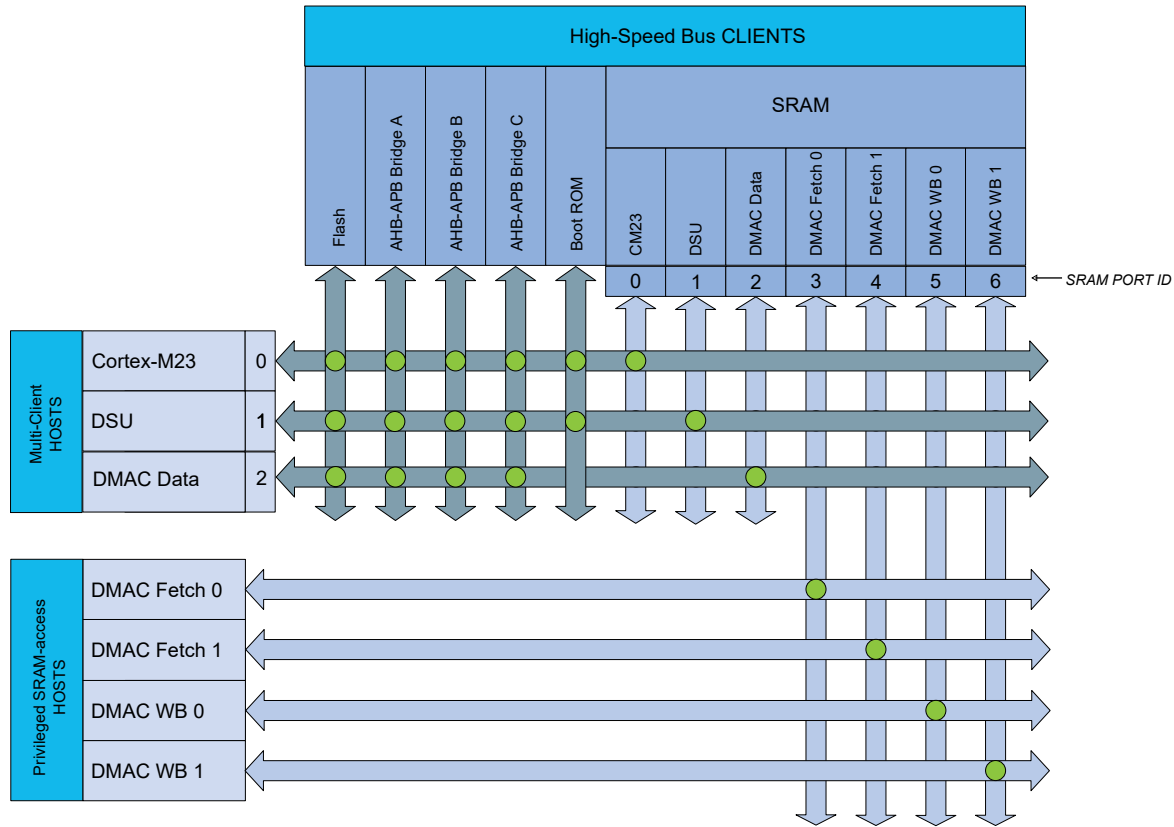 High-Speed Bus CLIENTS
SRAM
Flash
AHB-APB Bridge A
AHB-APB Bridge B
AHB-APB Bridge C
Boot ROM
CM23
DSU
DMAC Data
DMAC Fetch 0
DMAC Fetch 1
DMAC WB 0
DMAC WB 1
0 1 2 3 4 5 6
SRAM PORT ID
Multi-Client
HOSTS
Cortex-M23 0
DSU 1
DMAC Data 2
Privileged SRAM-access
HOSTS
DMAC Fetch 0
DMAC Fetch 1
DMAC WB 0
DMAC WB 1